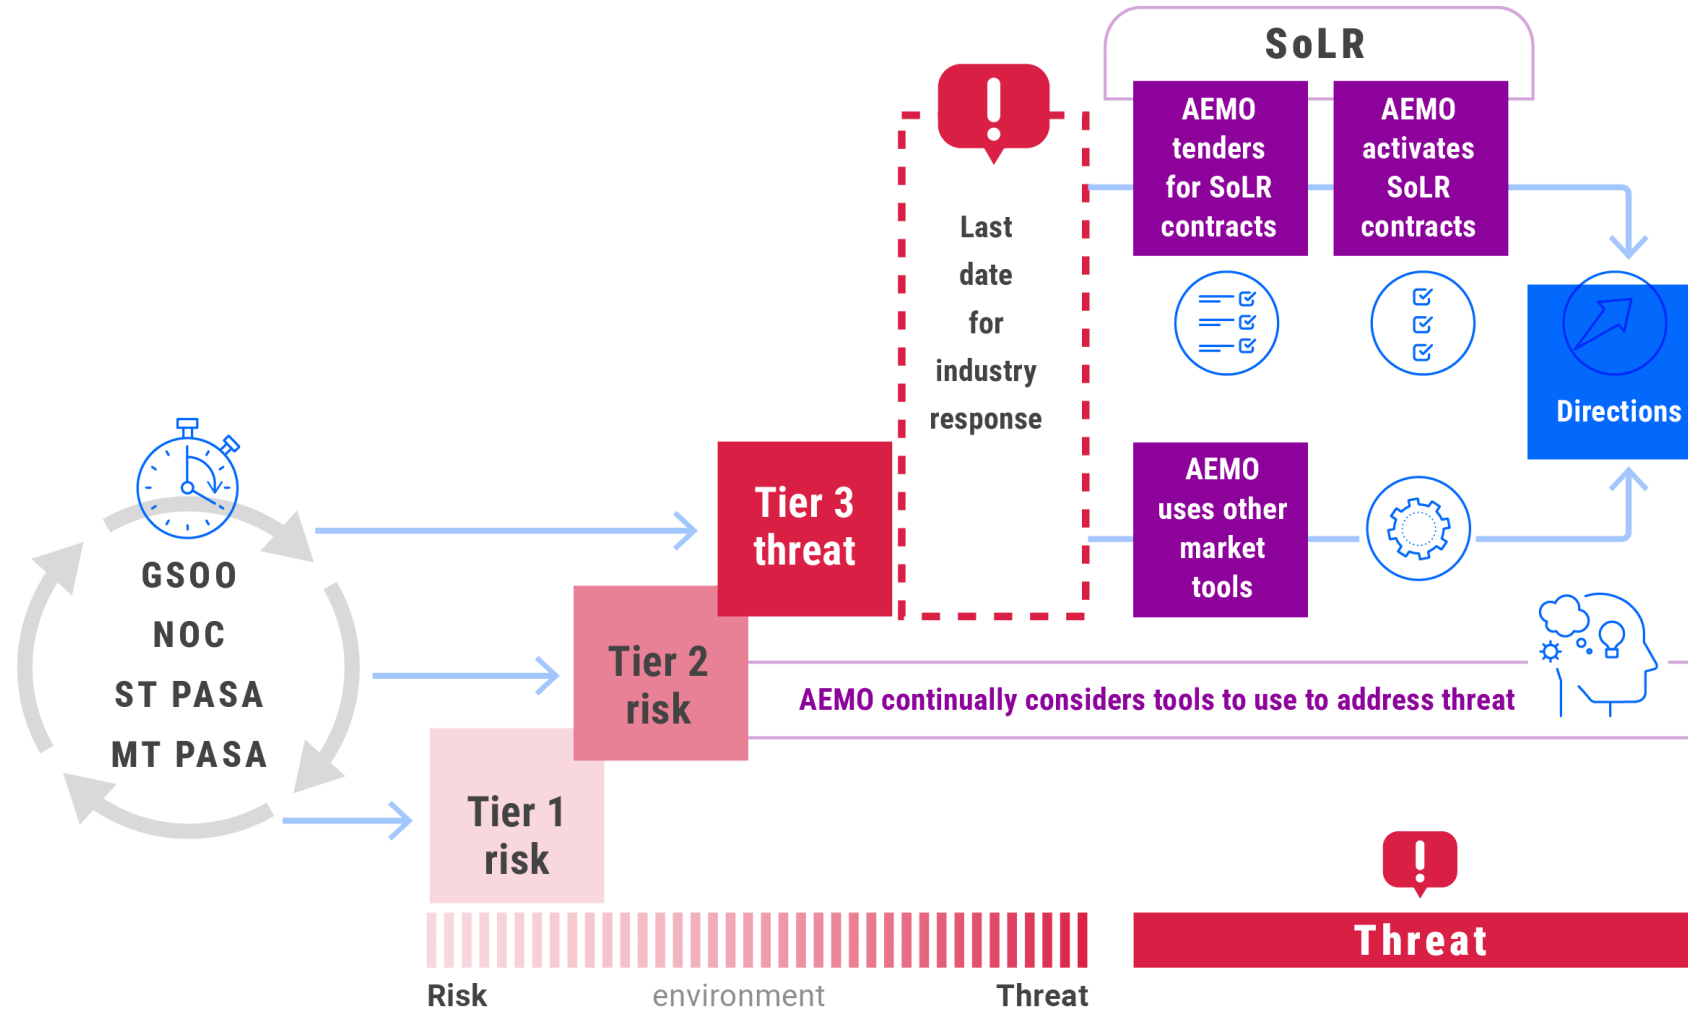 SoLR
AEMO
tenders
for SoLR
contracts
AEMO
activates
SoLR
contracts
Last
date
for
industry
response
Directions
AEMO
uses other
market
tools
Tier 3
threat
GSOO
NOC
ST PASA
MT PASA
Tier 2
risk
AEMO continually considers tools to use to address threat
Tier 1
risk
Threat
Risk
environment
Threat